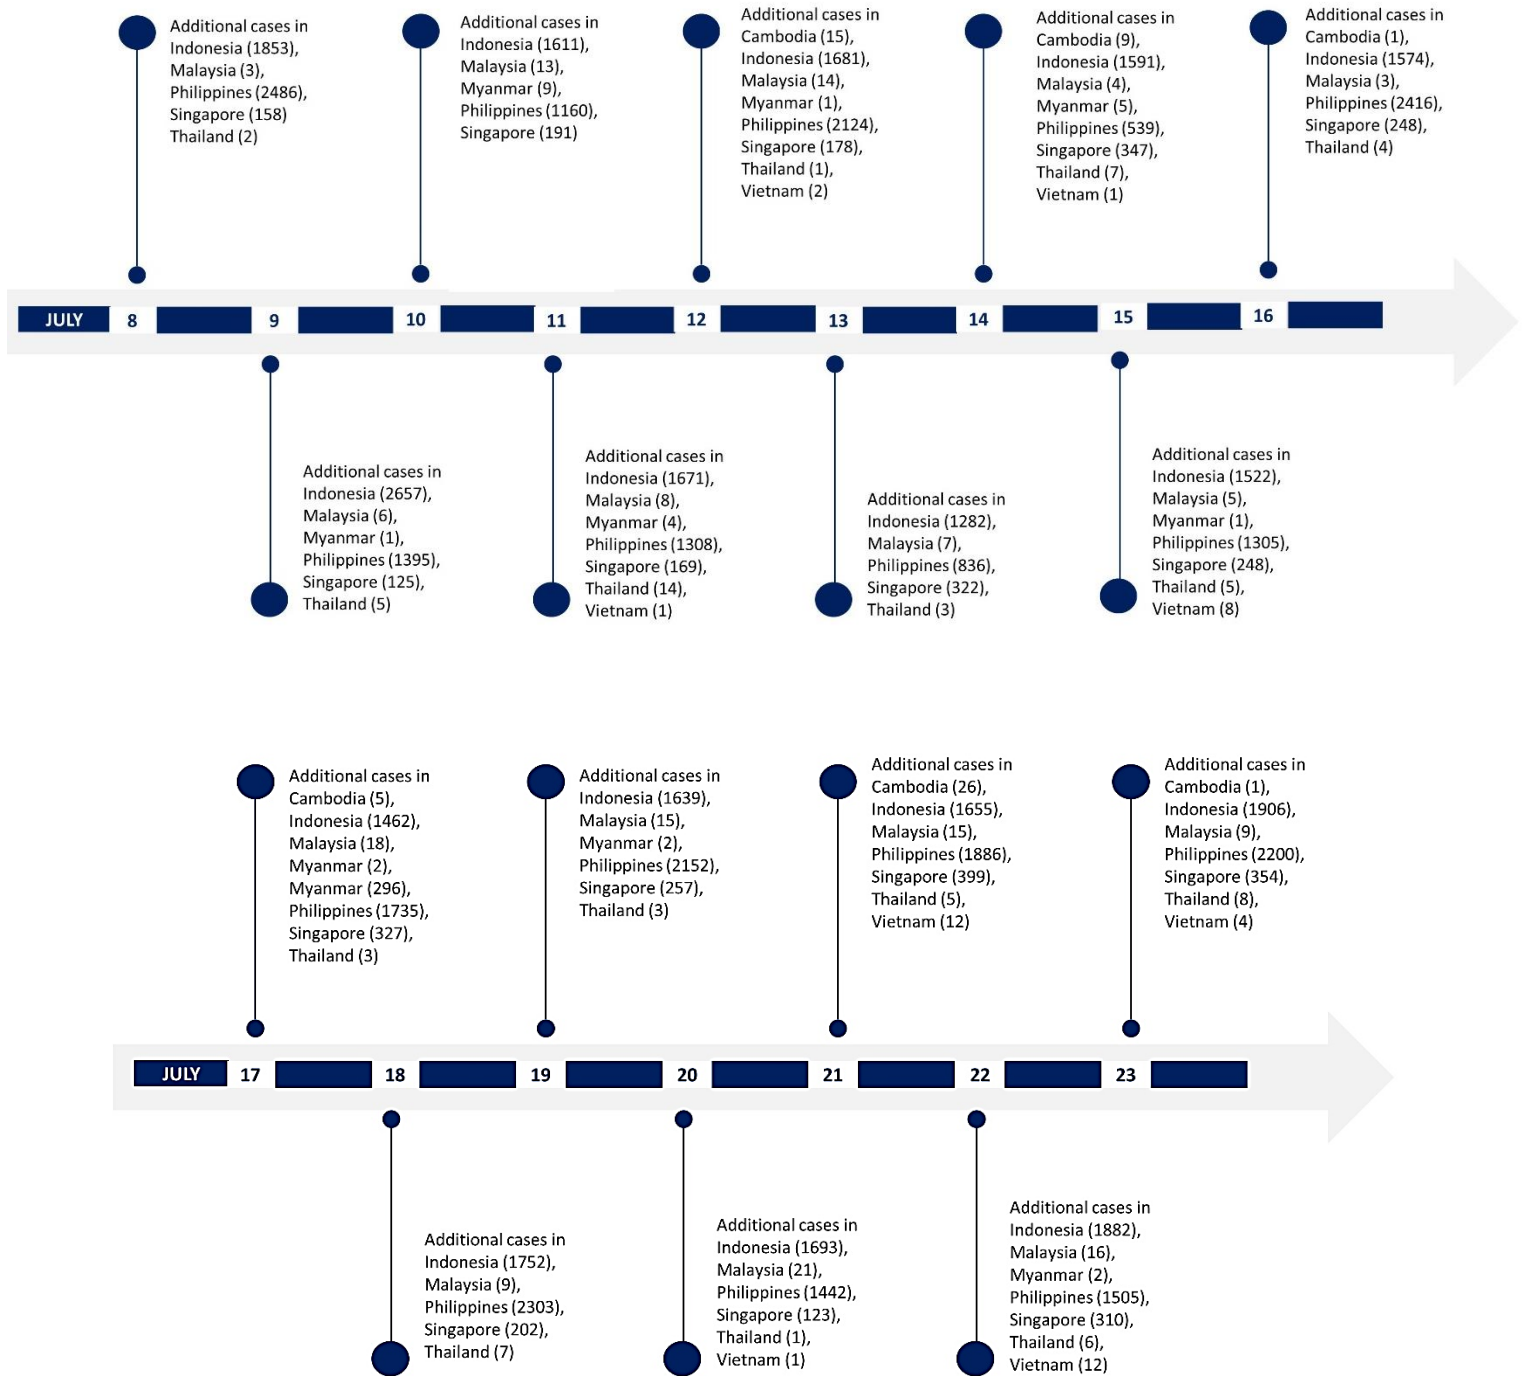 Additional cases in
Indonesia (1853),
Malaysia (3),
Philippines (2486),
Singapore (158)
Thailand (2)
Additional cases in
Indonesia (1611),
Malaysia (13),
Myanmar (9),
Philippines (1160),
Singapore (191)
Additional cases in
Cambodia (15),
Indonesia (1681),
Malaysia (14),
Myanmar (1),
Philippines (2124),
Singapore (178),
Thailand (1),
Vietnam (2)
Additional cases in
Cambodia (9),
Indonesia (1591),
Malaysia (4),
Myanmar (5),
Philippines (539),
Singapore (347),
Thailand (7),
Vietnam (1)
Additional cases in
Cambodia (1),
Indonesia (1574),
Malaysia (3),
Philippines (2416),
Singapore (248),
Thailand (4)
JULY 8 9 10 11 12 13 14 15 16
Additional cases in
Indonesia (2657),
Malaysia (6),
Myanmar (1),
Philippines (1395),
Singapore (125),
Thailand (5)
Additional cases in
Indonesia (1671),
Malaysia (8),
Myanmar (4),
Philippines (1308),
Singapore (169),
Thailand (14),
Vietnam (1)
Additional cases in
Indonesia (1282),
Malaysia (7),
Philippines (836),
Singapore (322),
Thailand (3)
Additional cases in
Indonesia (1522),
Malaysia (5),
Myanmar (1),
Philippines (1305),
Singapore (248),
Thailand (5),
Vietnam (8)
Additional cases in
Cambodia (5),
Indonesia (1462),
Malaysia (18),
Myanmar (2),
Myanmar (296),
Philippines (1735),
Singapore (327),
Thailand (3)
Additional cases in
Indonesia (1639),
Malaysia (15),
Myanmar (2),
Philippines (2152),
Singapore (257),
Thailand (3)
Additional cases in
Cambodia (26),
Indonesia (1655),
Malaysia (15),
Philippines (1886),
Singapore (399),
Thailand (5),
Vietnam (12)
Additional cases in
Cambodia (1),
Indonesia (1906),
Malaysia (9),
Philippines (2200),
Singapore (354),
Thailand (8),
Vietnam (4)
JULY 17 18 19 20 21 22 23
Additional cases in
Indonesia (1752),
Malaysia (9),
Philippines (2303),
Singapore (202),
Thailand (7)
Additional cases in
Indonesia (1693),
Malaysia (21),
Philippines (1442),
Singapore (123),
Thailand (1),
Vietnam (1)
Additional cases in
Indonesia (1882),
Malaysia (16),
Myanmar (2),
Philippines (1505),
Singapore (310),
Thailand (6),
Vietnam (12)